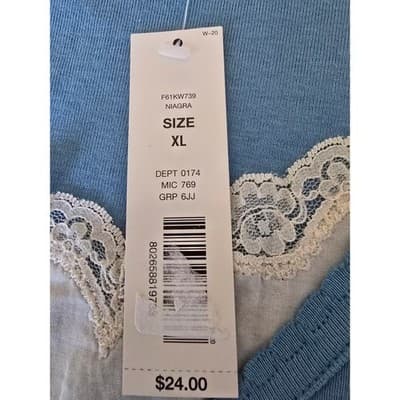 W-20
F61KW739
NIAGRA
SIZE
XL
DEPT 0174
MIC 769
GRP 6JJ
$24.00